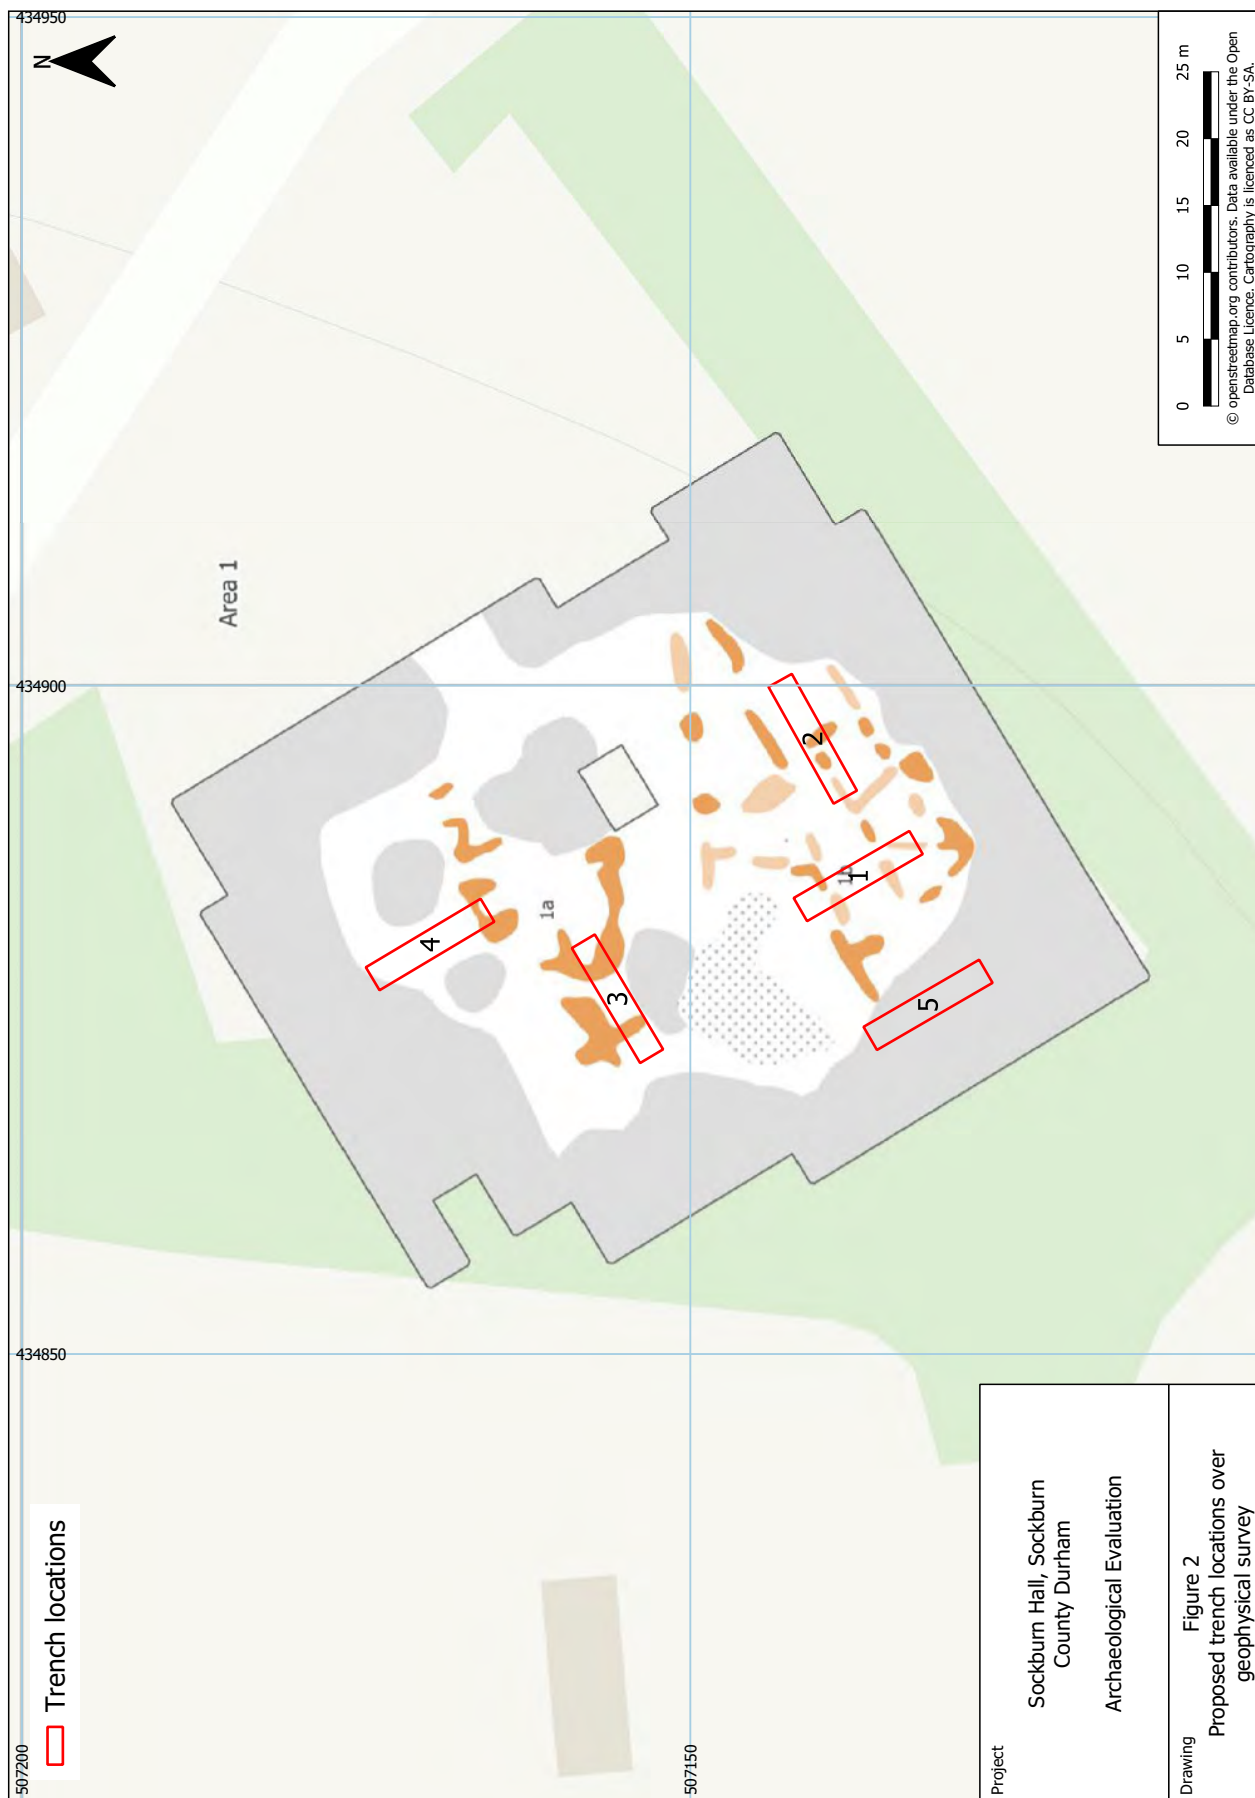 Trench locations
507200
507150
434950
434900
434850
N
Area 1
1a
1b
1
2
3
4
5
Project
Sockburn Hall, Sockburn
County Durham
Archaeological Evaluation
Drawing
Figure 2
Proposed trench locations over
geophysical survey
0 5 10 15 20 25 m
© openstreetmap.org contributors. Data available under the Open
Database Licence. Cartography is licenced as CC BY-SA.